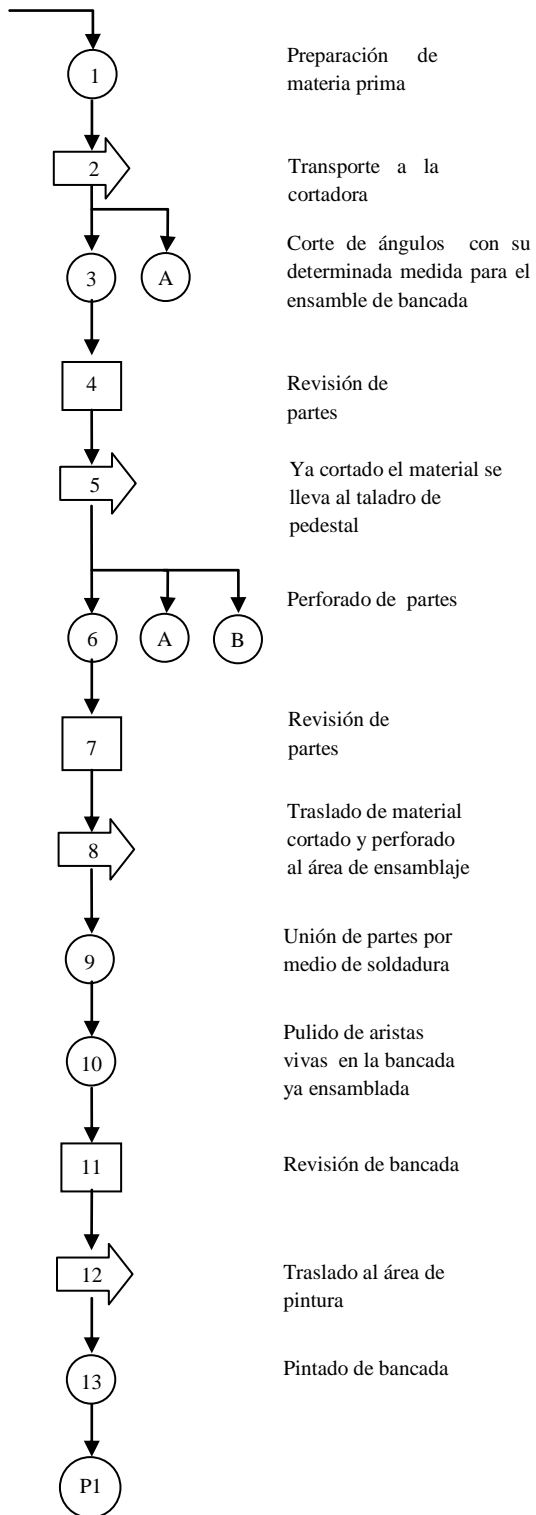 1
Preparación de
materia prima
2
Transporte a la
cortadora
3
A
Corte de ángulos con su
determinada medida para el
ensamble de bancada
4
Revisión de
partes
5
Ya cortado el material se
lleva al taladro de
pedestal
6
A
B
Perforado de partes
7
Revisión de
partes
8
Traslado de material
cortado y perforado
al área de ensamblaje
9
Unión de partes por
medio de soldadura
10
Pulido de aristas
vivas en la bancada
ya ensamblada
11
Revisión de bancada
12
Traslado al área de
pintura
13
Pintado de bancada
P1